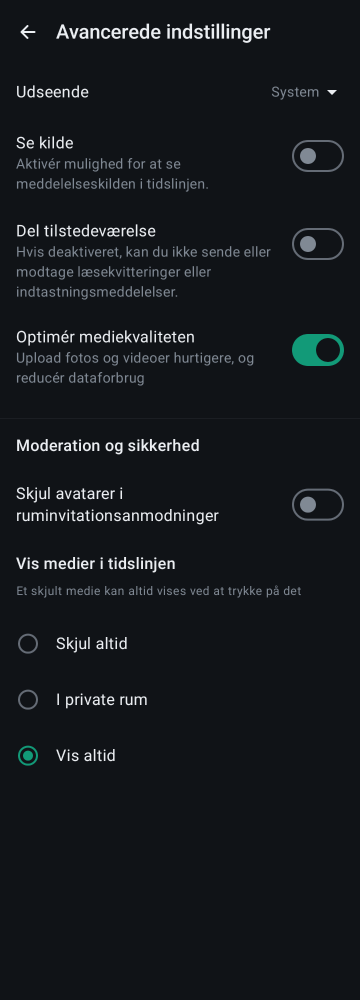 Avancerede indstillinger
Udseende
System
Se kilde
Aktivér mulighed for at se
meddelelseskilden i tidslinjen.
Del tilstedeværelse
Hvis deaktiveret, kan du ikke sende eller
modtage læsekvitteringer eller
indtastningsmeddelelser.
Optimér mediekvaliteten
Upload fotos og videoer hurtigere, og
reducér dataforbrug
Moderation og sikkerhed
Skjul avatarer i
ruminvitationsanmodninger
Vis medier i tidslinjen
Et skjult medie kan altid vises ved at trykke på det
Skjul altid
I private rum
Vis altid